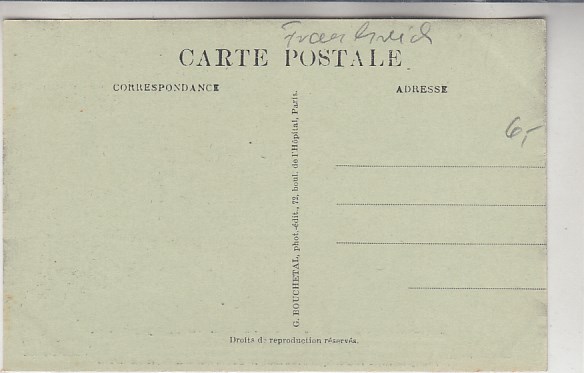 Frankreich
CARTE POSTALE
CORRESPONDANCE
ADRESSE
6,-
G. BOUCHETAL, phot.-édit., 72, boul. de l'Hôpital, Paris.
Droits de reproduction réservés.